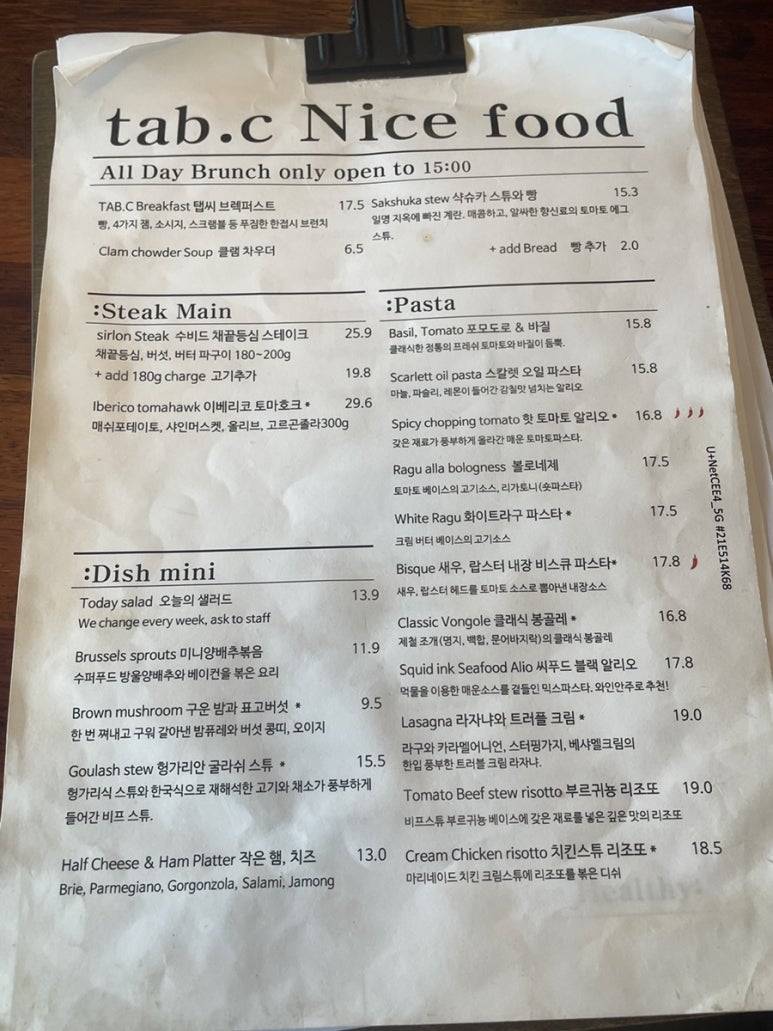 tab.c Nice food
All Day Brunch only open to 15:00
TAB.C Breakfast 탭씨 브렉퍼스트 17.5
빵, 4가지 잼, 소시지, 스크램블 등 푸짐한 한접시 브런치
Clam chowder Soup 클램 차우더 6.5
Sakshuka stew 샥슈카 스튜와 빵 15.3
일명 지옥에 빠진 계란. 매콤하고, 알싸한 향신료의 토마토 에그
스튜.
+ add Bread 빵 추가 2.0
:Steak Main
sirlon Steak 수비드 채끝등심 스테이크 25.9
채끝등심, 버섯, 버터 파구이 180~200g
+ add 180g charge 고기추가 19.8
Iberico tomahawk 이베리코 토마호크 * 29.6
매쉬포테이토, 샤인머스켓, 올리브, 고르곤졸라300g
:Dish mini
Today salad 오늘의 샐러드 13.9
We change every week, ask to staff
Brussels sprouts 미니양배추볶음 11.9
수퍼푸드 방울양배추와 베이컨을 볶은 요리
Brown mushroom 구운 밤과 표고버섯 * 9.5
한 번 쪄내고 구워 갈아낸 밤퓨레와 버섯 콩띠, 오이지
Goulash stew 헝가리안 굴라쉬 스튜 * 15.5
헝가리식 스튜와 한국식으로 재해석한 고기와 채소가 풍부하게
들어간 비프 스튜.
Half Cheese & Ham Platter 작은 햄, 치즈 13.0
Brie, Parmegiano, Gorgonzola, Salami, Jamong
:Pasta
Basil, Tomato 포모도로 & 바질 15.8
클래식한 정통의 프레쉬 토마토와 바질이 듬뿍.
Scarlett oil pasta 스칼렛 오일 파스타 15.8
마늘, 파슬리, 레몬이 들어간 감칠맛 넘치는 알리오
Spicy chopping tomato 핫 토마토 알리오 * 16.8
갖은 재료가 풍부하게 올라간 매운 토마토파스타.
Ragu alla bologness 볼로네제 17.5
토마토 베이스의 고기소스, 리가토니(숏파스타)
White Ragu 화이트라구 파스타 * 17.5
크림 버터 베이스의 고기소스
Bisque 새우, 랍스터 내장 비스큐 파스타* 17.8
새우, 랍스터 헤드를 토마토 소스로 뽑아낸 내장소스
Classic Vongole 클래식 봉골레 * 16.8
제철 조개(명지, 백합, 문어바지락)의 클래식 봉골레
Squid ink Seafood Alio 씨푸드 블랙 알리오 17.8
먹물을 이용한 매운소스를 곁들인 믹스파스타. 와인안주로 추천!
Lasagna 라자냐와 트러플 크림 * 19.0
라구와 카라멜어니언, 스터핑가지, 베샤멜크림의
한입 풍부한 트러블 크림 라자냐.
Tomato Beef stew risotto 부르귀뇽 리조또 19.0
비프스튜 부르귀뇽 베이스에 갖은 재료를 넣은 깊은 맛의 리조또
Cream Chicken risotto 치킨스튜 리조또 * 18.5
마리네이드 치킨 크림스튜에 리조또를 볶은 디쉬
U+NetCEE4_5G #21E514K68